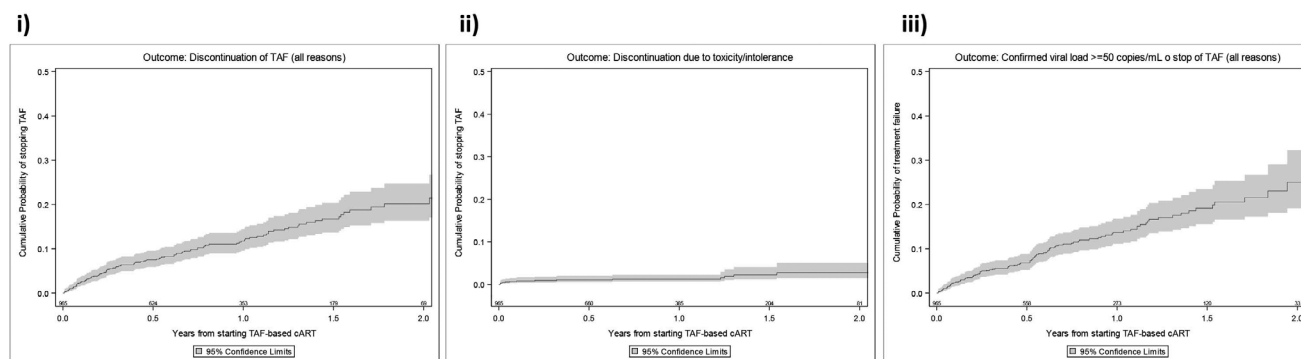 i)
Outcome: Discontinuation of TAF (all reasons)
Cumulative Probability of stopping TAF
0.5
0.4
0.3
0.2
0.1
0.0
624 353 179 69
0.0 0.5 1.0 1.5 2.0
Years from starting TAF-based cART
95% Confidence Limits
ii)
Outcome: Discontinuation due to toxicity/intolerance
Cumulative Probability of stopping TAF
0.5
0.4
0.3
0.2
0.1
0.0
660 385 204 81
0.0 0.5 1.0 1.5 2.0
Years from starting TAF-based cART
95% Confidence Limits
iii)
Outcome: Confirmed viral load >=50 copies/mL o stop of TAF (all reasons)
Cumulative Probability of treatment failure
0.5
0.4
0.3
0.2
0.1
0.0
550 273 120 33
0.0 0.5 1.0 1.5 2.0
Years from starting TAF-based cART
95% Confidence Limits